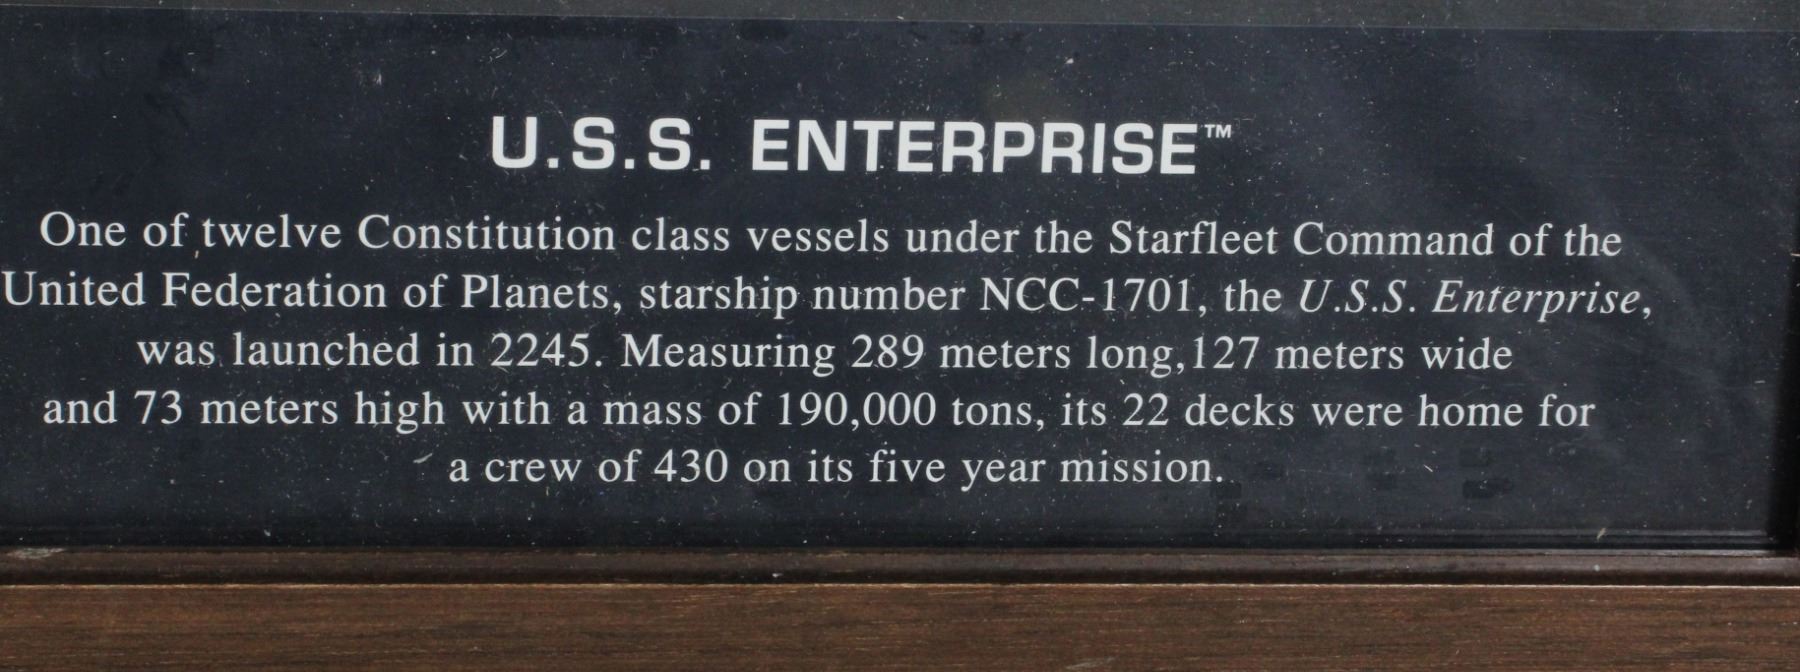 U.S.S. ENTERPRISE™
One of twelve Constitution class vessels under the Starfleet Command of the
United Federation of Planets, starship number NCC-1701, the U.S.S. Enterprise,
was launched in 2245. Measuring 289 meters long,127 meters wide
and 73 meters high with a mass of 190,000 tons, its 22 decks were home for
a crew of 430 on its five year mission.